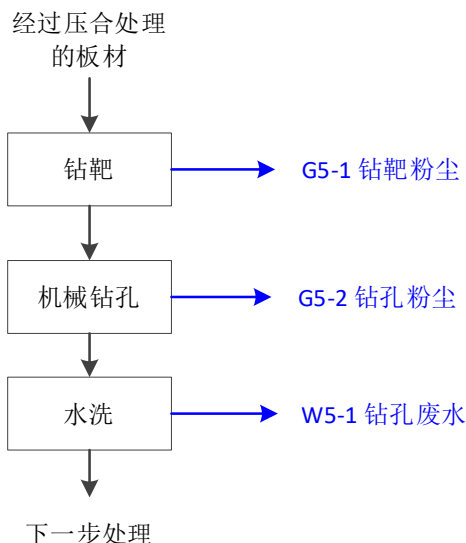 经过压合处理
的板材
钻靶
G5-1 钻靶粉尘
机械钻孔
G5-2 钻孔粉尘
水洗
W5-1 钻孔废水
下一步处理